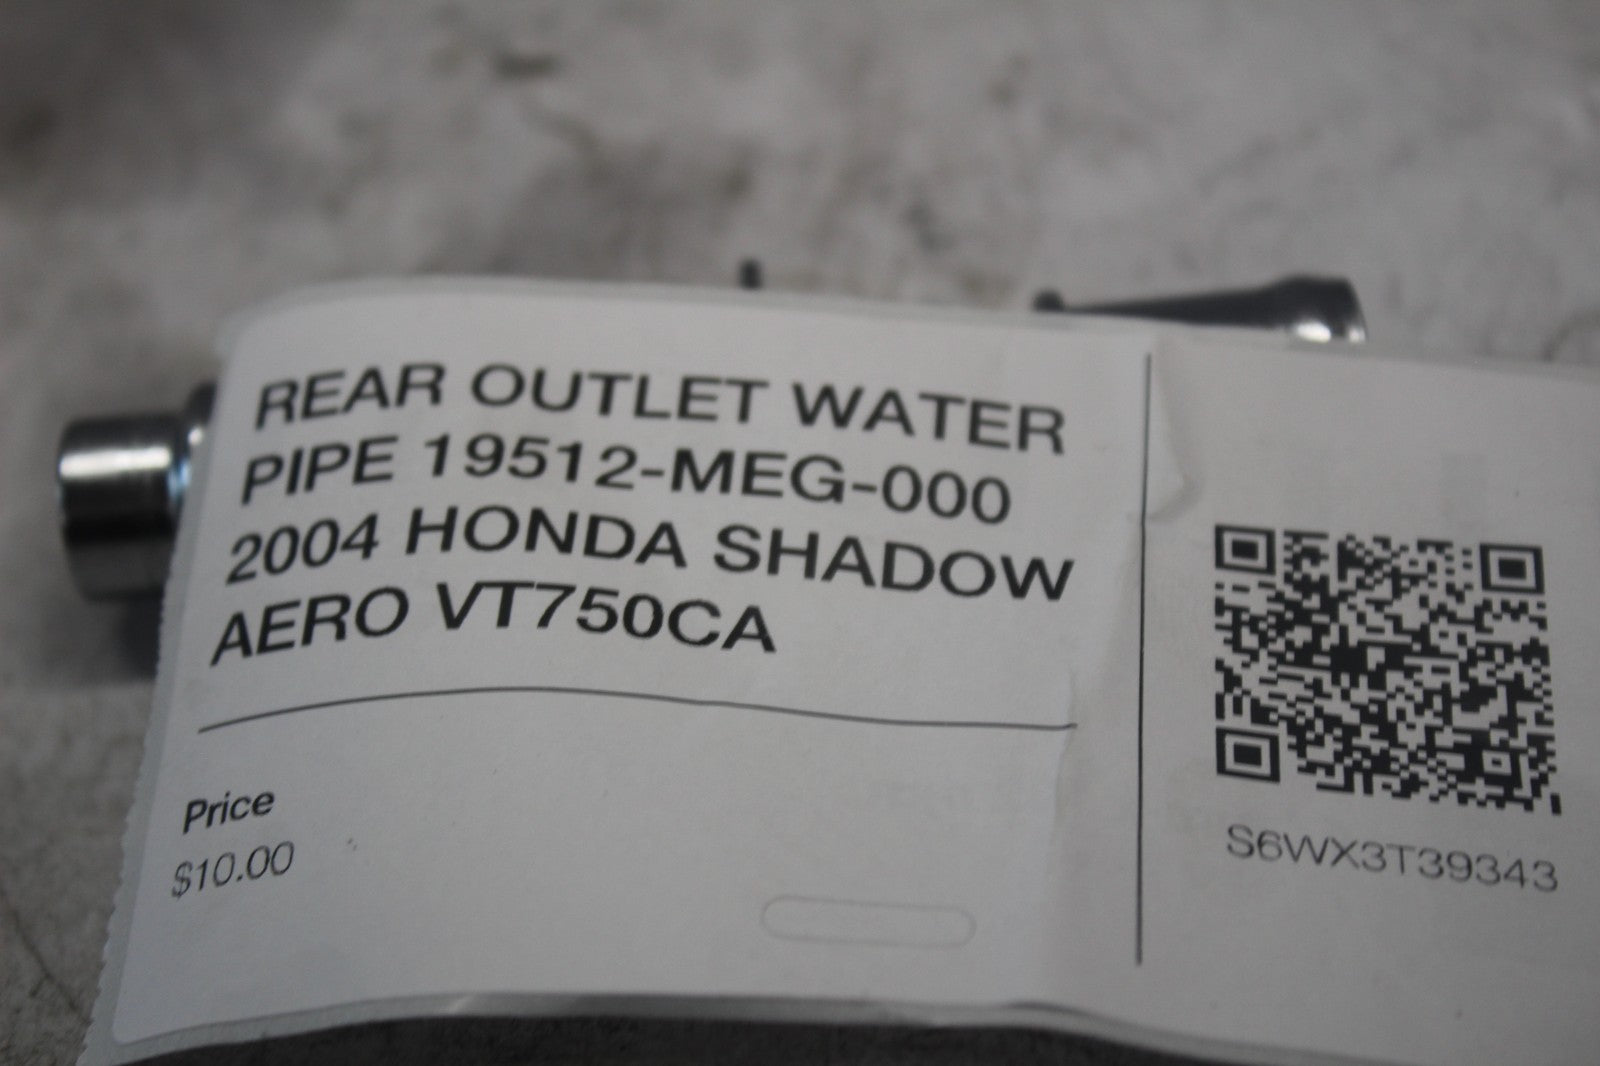 REAR OUTLET WATER
PIPE 19512-MEG-000
2004 HONDA SHADOW
AERO VT750CA
Price
$10.00
S6WX3T39343